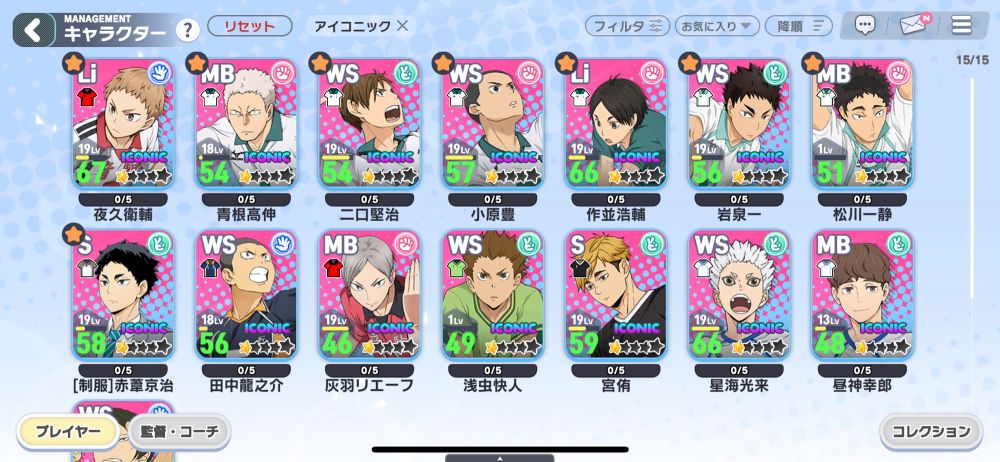 MANAGEMENT
キャラクター ? リセット アイコニック × フィルタ お気に入り 降順 N
15/15
Li MB WS WS Li WS MB
19Lv 18Lv 19Lv 19Lv 19Lv 19Lv 1Lv
67 ICONIC 54 ICONIC 54 ICONIC 57 ICONIC 66 ICONIC 56 ICONIC 51 ICONIC
0/5 0/5 0/5 0/5 0/5 0/5 0/5
夜久衛輔 青根高伸 二口堅治 小原豊 作並浩輔 岩泉一 松川一静
S WS MB WS S WS MB
19Lv 18Lv 1Lv 1Lv 19Lv 19Lv 13Lv
58 ICONIC 56 ICONIC 46 ICONIC 49 ICONIC 59 ICONIC 66 ICONIC 48 ICONIC
0/5 0/5 0/5 0/5 0/5 0/5 0/5
[制服]赤葦京治 田中龍之介 灰羽リエーフ 浅虫快人 宮侑 星海光来 昼神幸郎
WS
プレイヤー 監督・コーチ コレクション